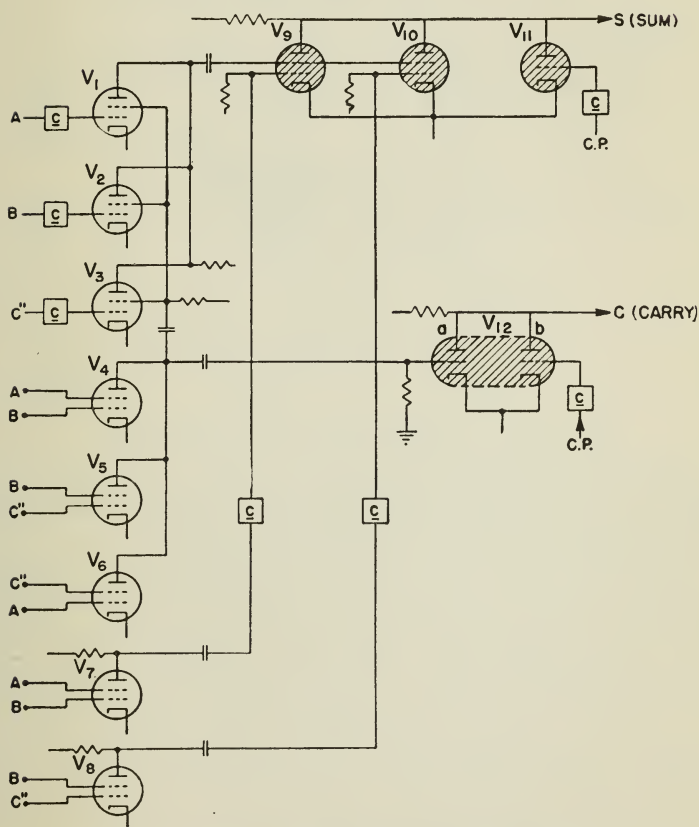 V9
V10
V11
S (SUM)
C
C.P.
V1
A
C
V2
B
C
V3
C"
C
C (CARRY)
a
V12
b
C
C.P.
V4
A
B
V5
B
C"
C
C
V6
C"
A
V7
A
B
V8
B
C"